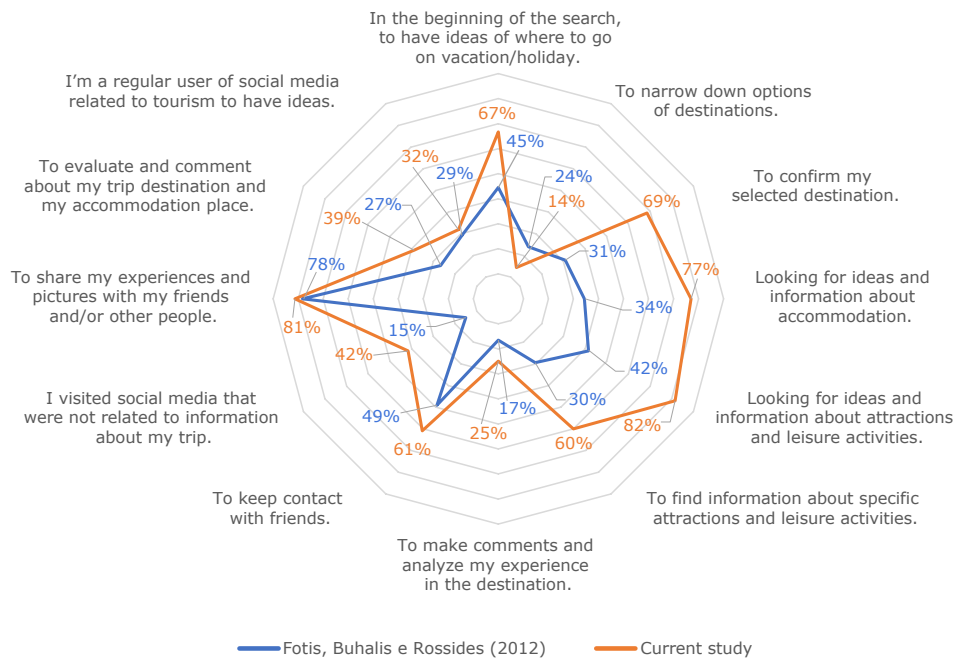 In the beginning of the search,
to have ideas of where to go
on vacation/holiday.
I'm a regular user of social media
related to tourism to have ideas.
To narrow down options
of destinations.
67%
45%
32%
29%
24%
14%
To evaluate and comment
about my trip destination and
my accommodation place.
To confirm my
selected destination.
27%
39%
69%
31%
To share my experiences and
pictures with my friends
and/or other people.
78%
81%
77%
34%
Looking for ideas and
information about
accommodation.
15%
42%
42%
I visited social media that
were not related to information
about my trip.
49%
61%
25%
17%
30%
60%
82%
Looking for ideas and
information about attractions
and leisure activities.
To keep contact
with friends.
To find information about specific
attractions and leisure activities.
To make comments and
analyze my experience
in the destination.
Fotis, Buhalis e Rossides (2012)
Current study